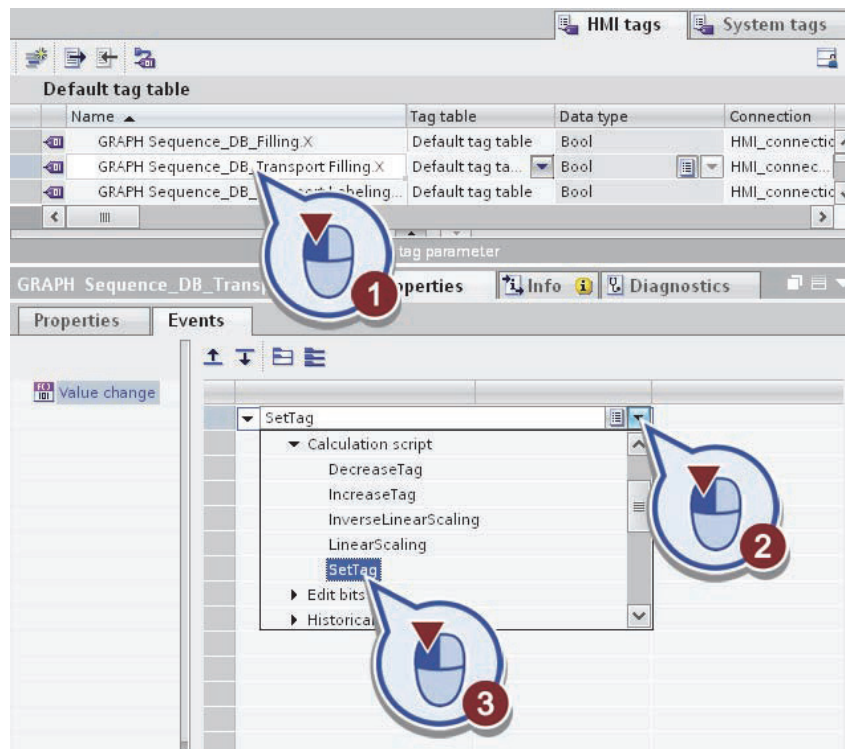 HMI tags System tags
Default tag table
Name Tag table Data type Connection
GRAPH Sequence_DB_Filling.X Default tag table Bool HMI_connectic
GRAPH Sequence_DB_Transport Filling.X Default tag ta... Bool HMI_connec...
GRAPH Sequence_DB_ Labeling... Default tag table Bool HMI_connectic
tag parameter
GRAPH Sequence_DB_Trans operties Info Diagnostics
1
Properties Events
Value change
SetTag
Calculation script
DecreaseTag
IncreaseTag
InverseLinearScaling
LinearScaling
2
SetTag
Edit bits
Historical
3